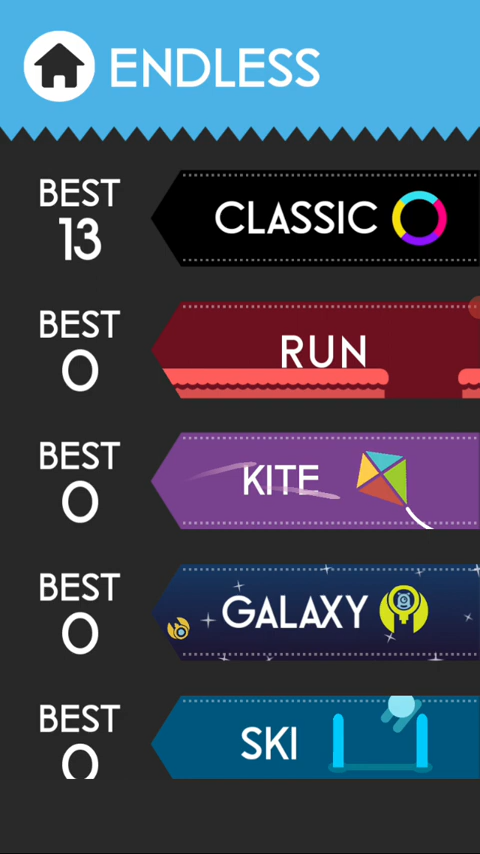 ENDLESS
BEST
13
CLASSIC
BEST
0
RUN
BEST
0
KITE
BEST
0
GALAXY
BEST
0
SKI